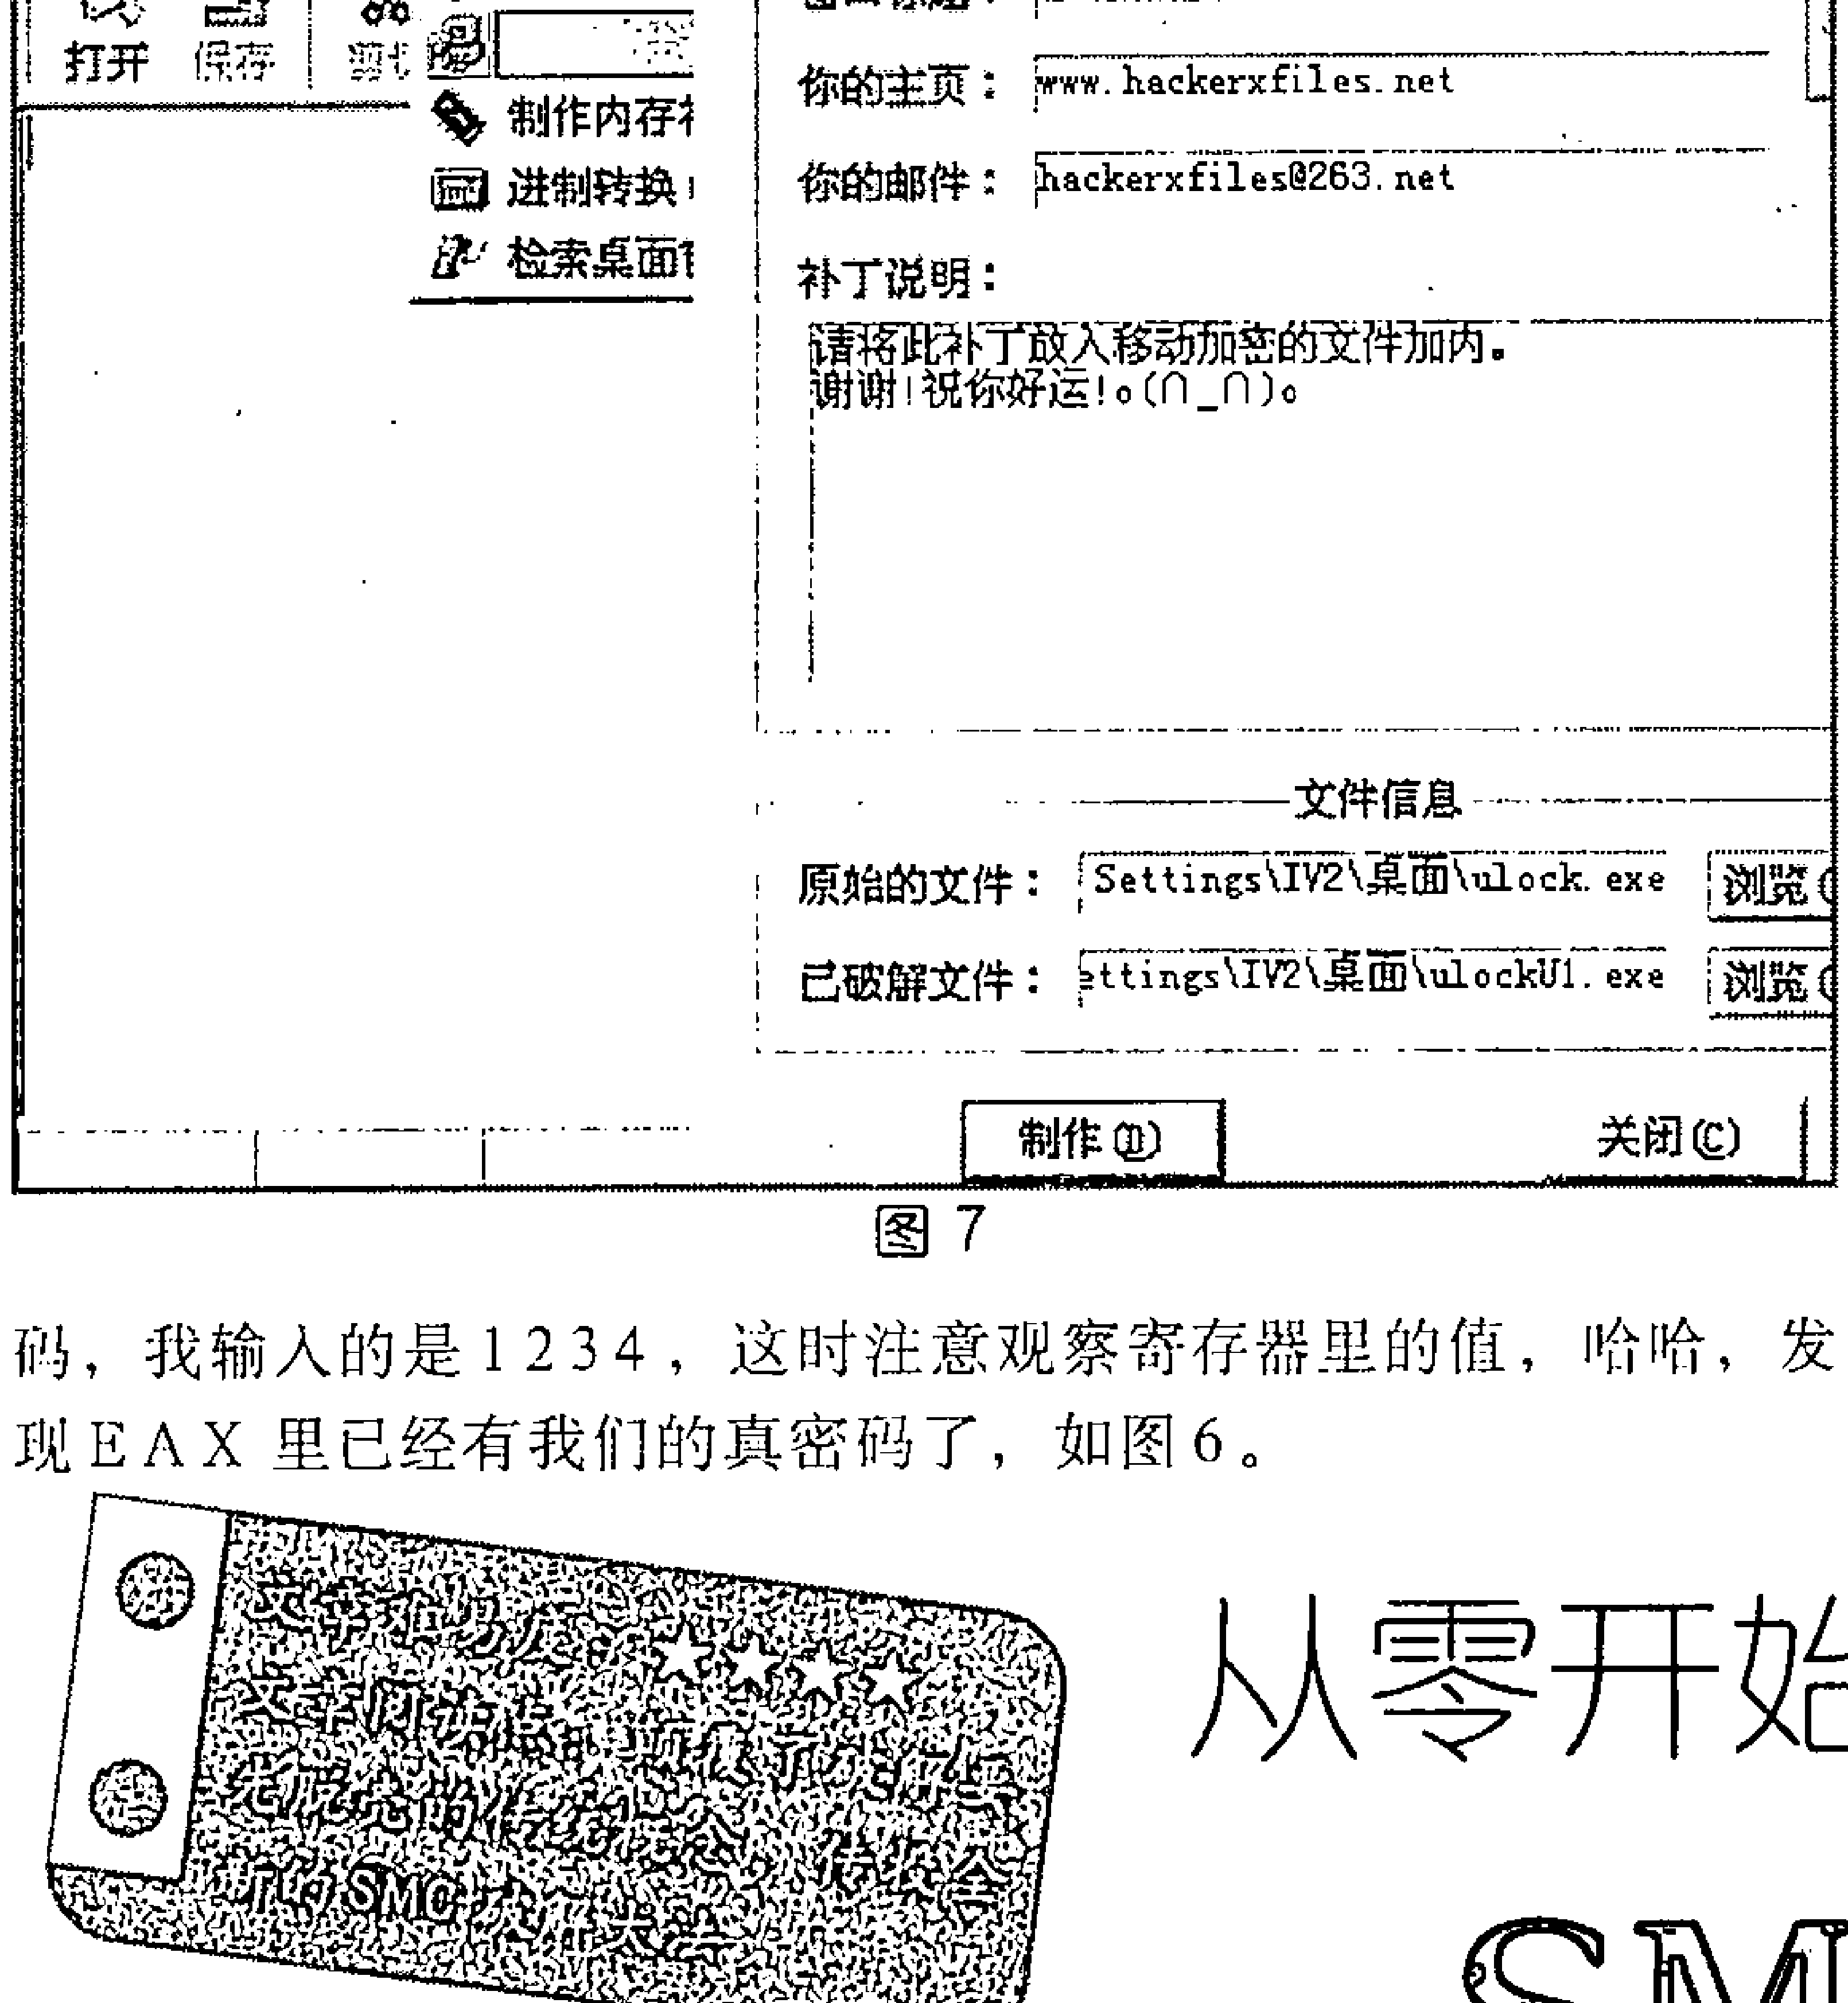 打开 保存
制作内存
进制转换
检索桌面
你的主页： www.hackerxfiles.net
你的邮件： hackerxfiles@263.net
补丁说明：
请将此补丁放入移动加密的文件加内。
谢谢!祝你好运!。(∩_∩)。
文件信息
原始的文件： Settings\IV2\桌面\ulock.exe 浏览(
已破解文件： ettings\IV2\桌面\ulockU1.exe 浏览(
制作(D) 关闭(C)
图 7
码，我输入的是1234，这时注意观察寄存器里的值，哈哈，发
现EAX里已经有我们的真密码了，如图6。
文章难易度：☆☆☆☆
从零开始
SM